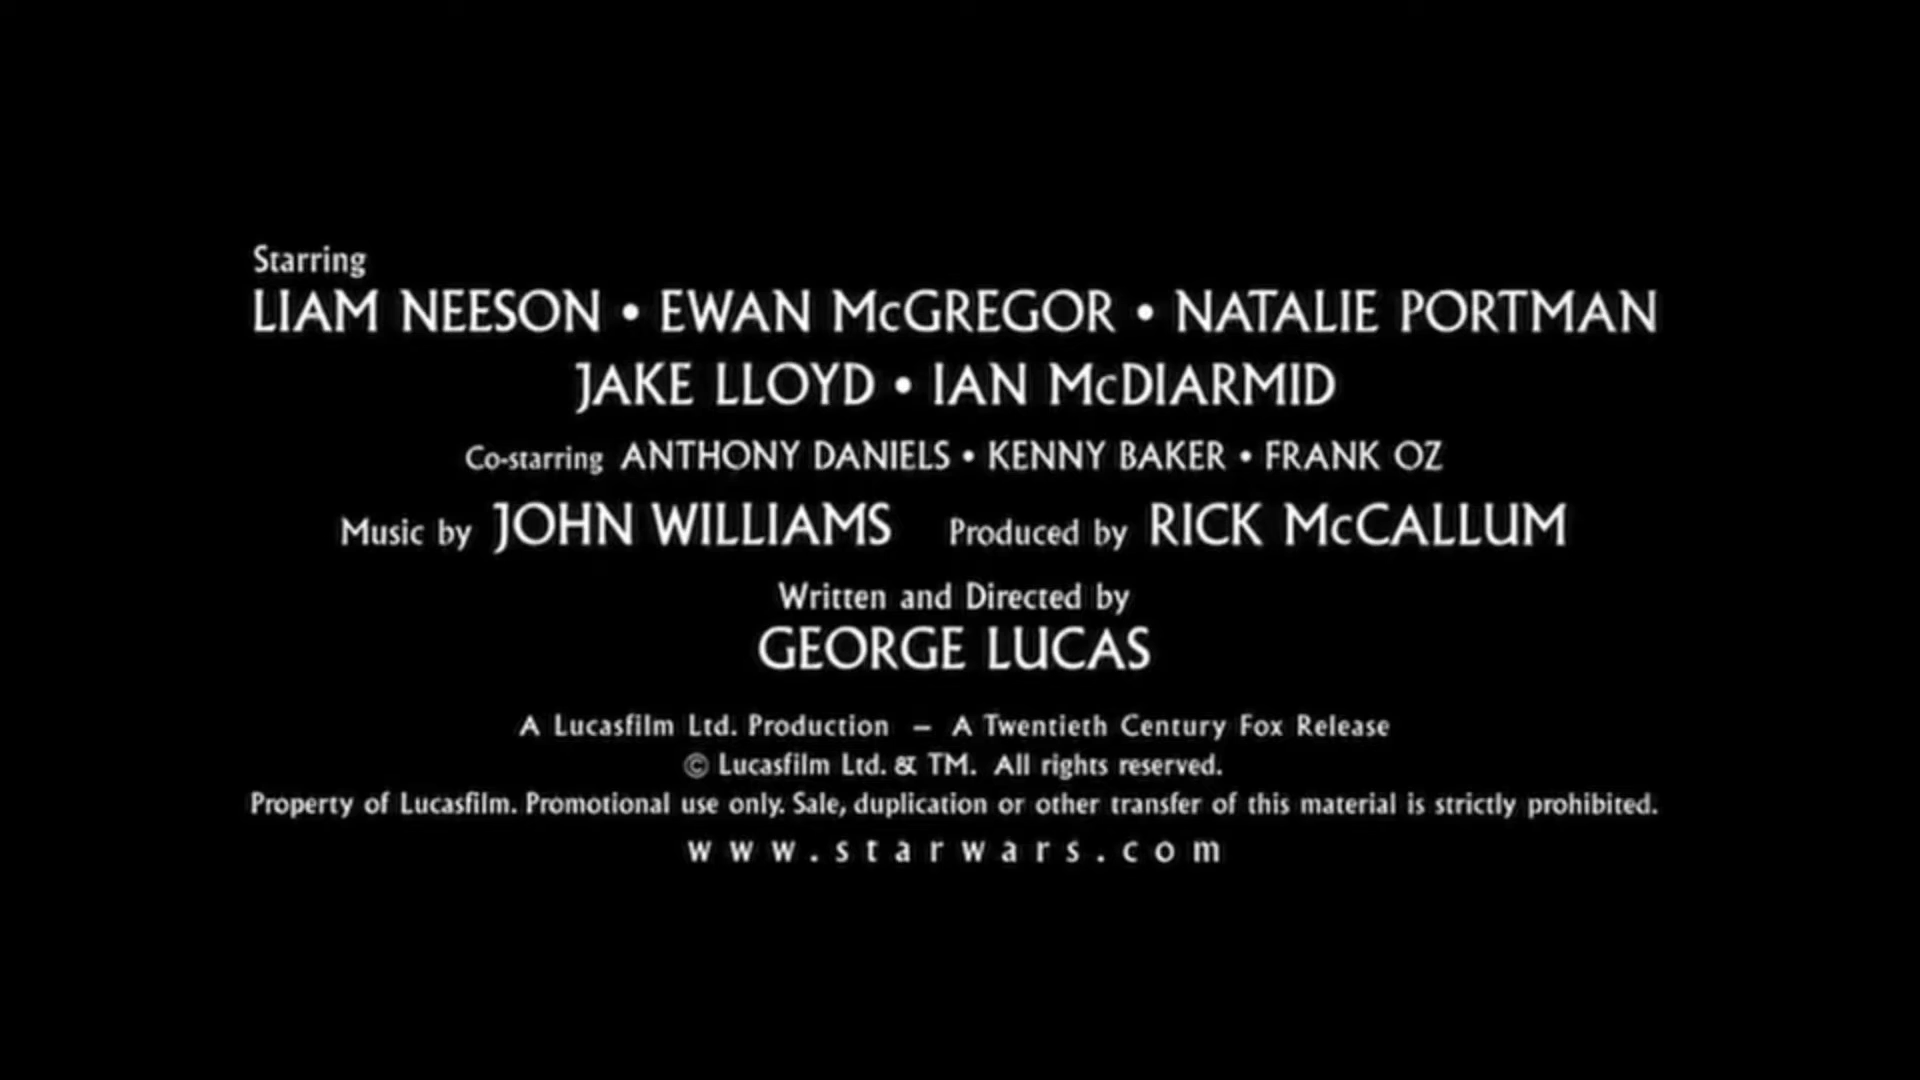 Starring
LIAM NEESON • EWAN McGREGOR • NATALIE PORTMAN
JAKE LLOYD • IAN McDIARMID
Co-starring ANTHONY DANIELS • KENNY BAKER • FRANK OZ
Music by JOHN WILLIAMS Produced by RICK McCALLUM
Written and Directed by
GEORGE LUCAS
A Lucasfilm Ltd. Production – A Twentieth Century Fox Release
© Lucasfilm Ltd. & TM. All rights reserved.
Property of Lucasfilm. Promotional use only. Sale, duplication or other transfer of this material is strictly prohibited.
www.starwars.com